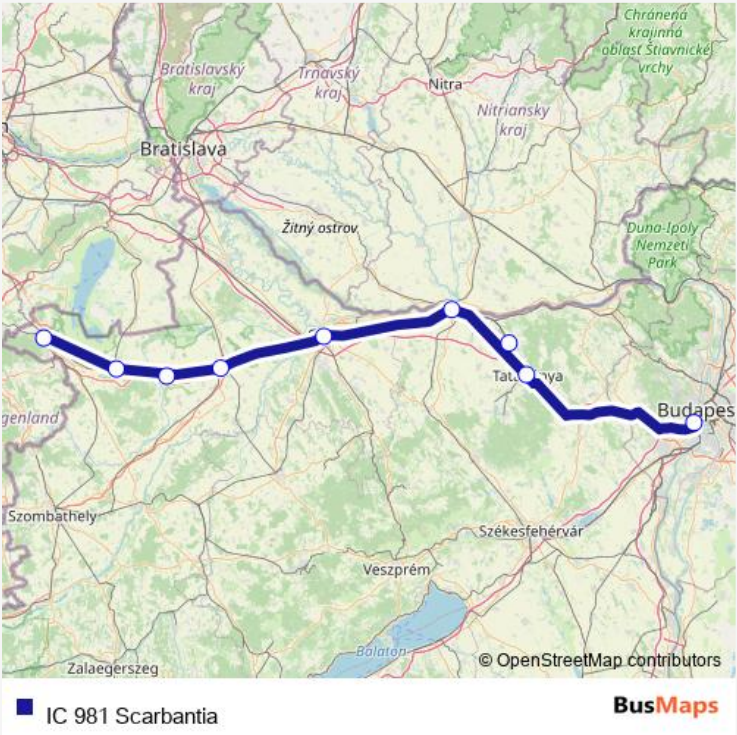 Chránená
krajinná
oblasť Štiavnické
vrchy
Bratislavský
kraj
Trnavský
kraj
Nitra
Nitriansky
kraj
Bratislava
Žitný ostrov
Duna-Ipoly
Nemzeti
Park
Budapes
genland
Szombathely
Székesfehérvár
Veszprém
Balaton
Zalaegerszeg
© OpenStreetMap contributors
IC 981 Scarbantia
BusMaps